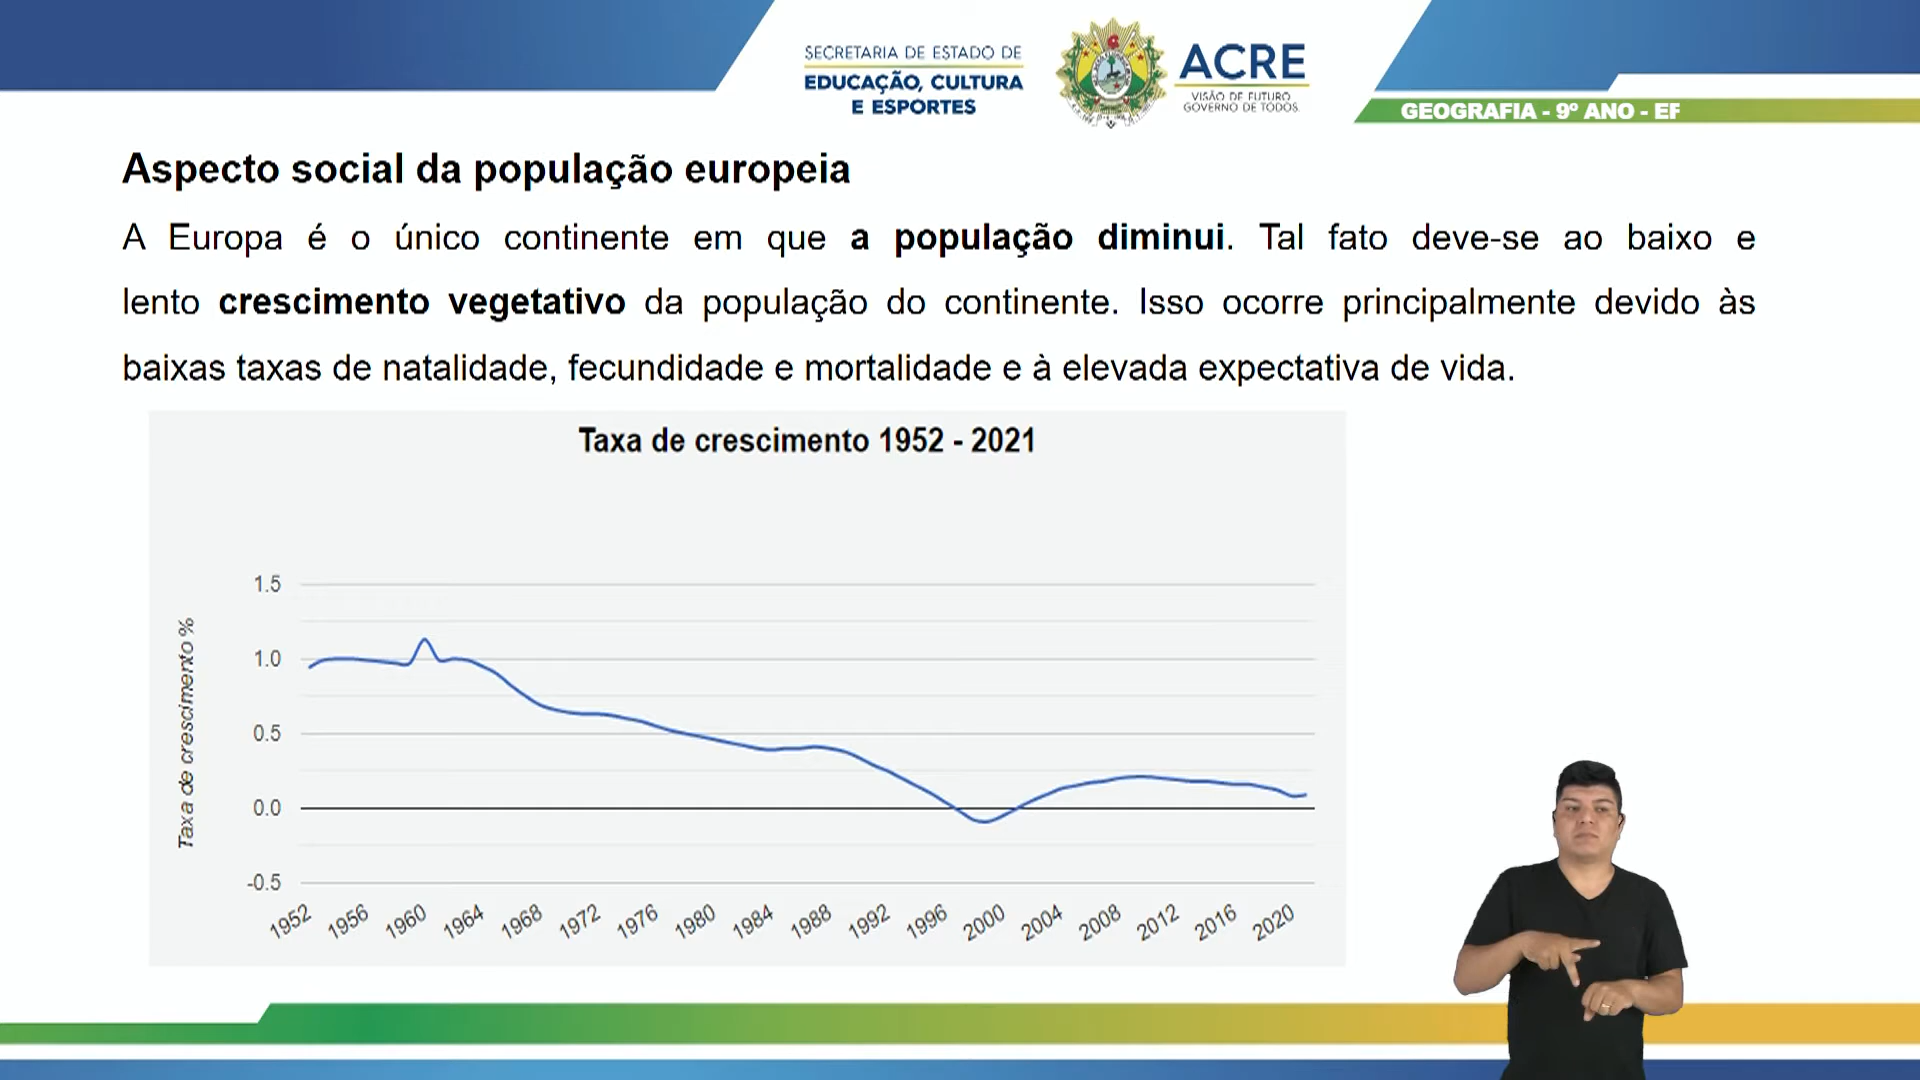 SECRETARIA DE ESTADO DE
EDUCAÇÃO, CULTURA
E ESPORTES
ACRE
VISÃO DE FUTURO
GOVERNO DE TODOS
GEOGRAFIA - 9º ANO - EF
Aspecto social da população europeia
A Europa é o único continente em que a população diminui. Tal fato deve-se ao baixo e
lento crescimento vegetativo da população do continente. Isso ocorre principalmente devido às
baixas taxas de natalidade, fecundidade e mortalidade e à elevada expectativa de vida.
Taxa de crescimento 1952 - 2021
Taxa de crescimento %
1.5
1.0
0.5
0.0
-0.5
1952 1956 1960 1964 1968 1972 1976 1980 1984 1988 1992 1996 2000 2004 2008 2012 2016 2020